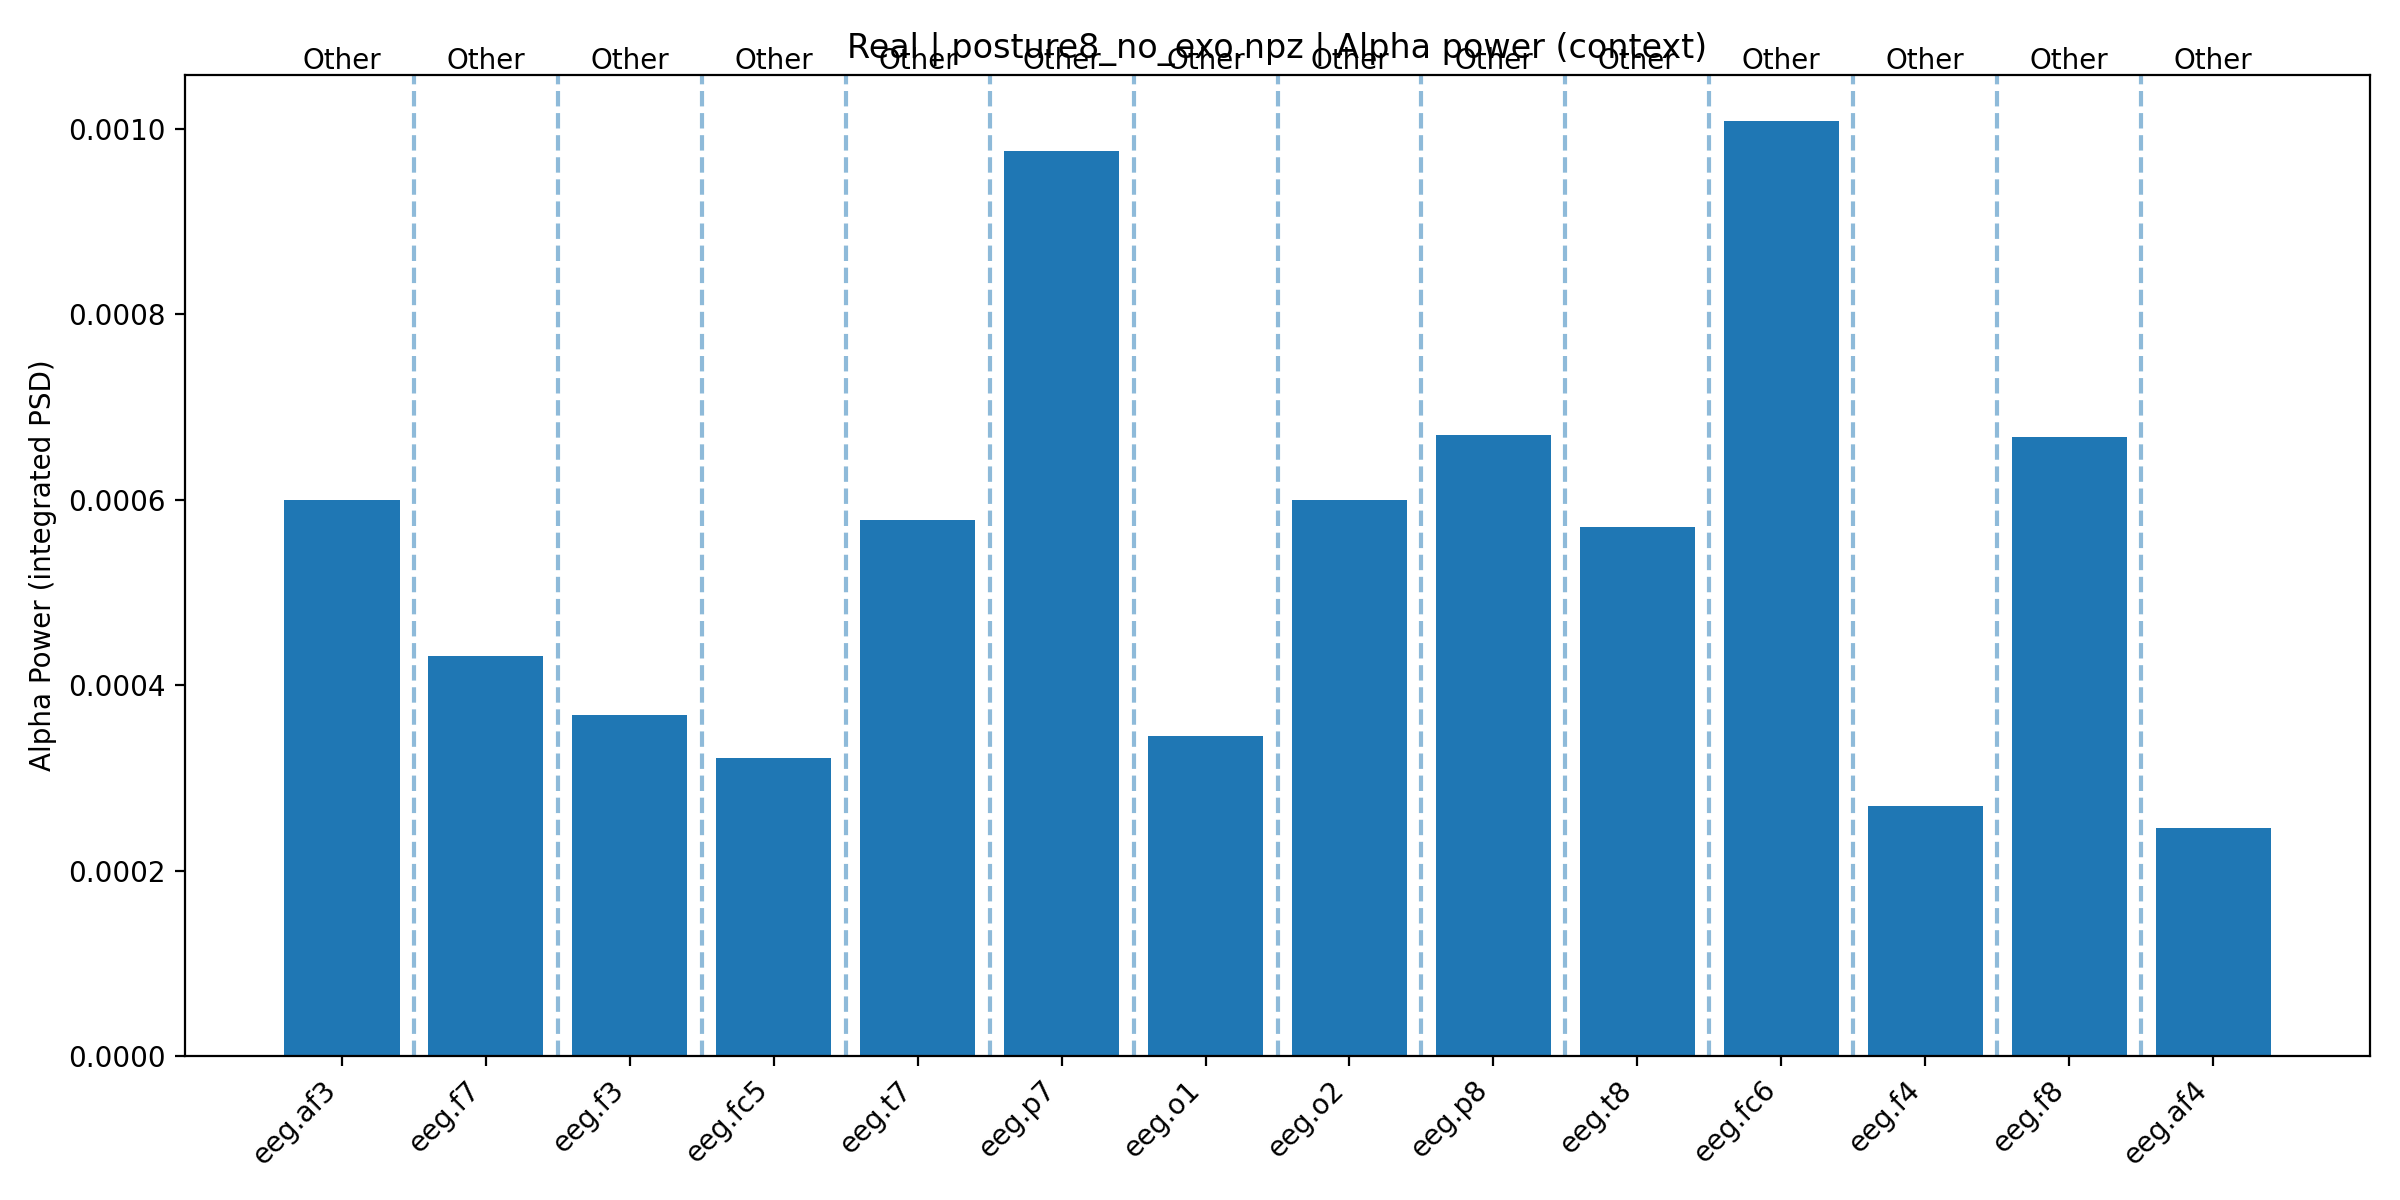 Real | posture8_no_exo.npz | Alpha power (context)
Other Other Other Other Other Other Other Other Other Other Other Other Other Other
Alpha Power (integrated PSD)
0.0010
0.0008
0.0006
0.0004
0.0002
0.0000
eeg.af3 eeg.f7 eeg.f3 eeg.fc5 eeg.t7 eeg.p7 eeg.o1 eeg.o2 eeg.p8 eeg.t8 eeg.fc6 eeg.f4 eeg.f8 eeg.af4